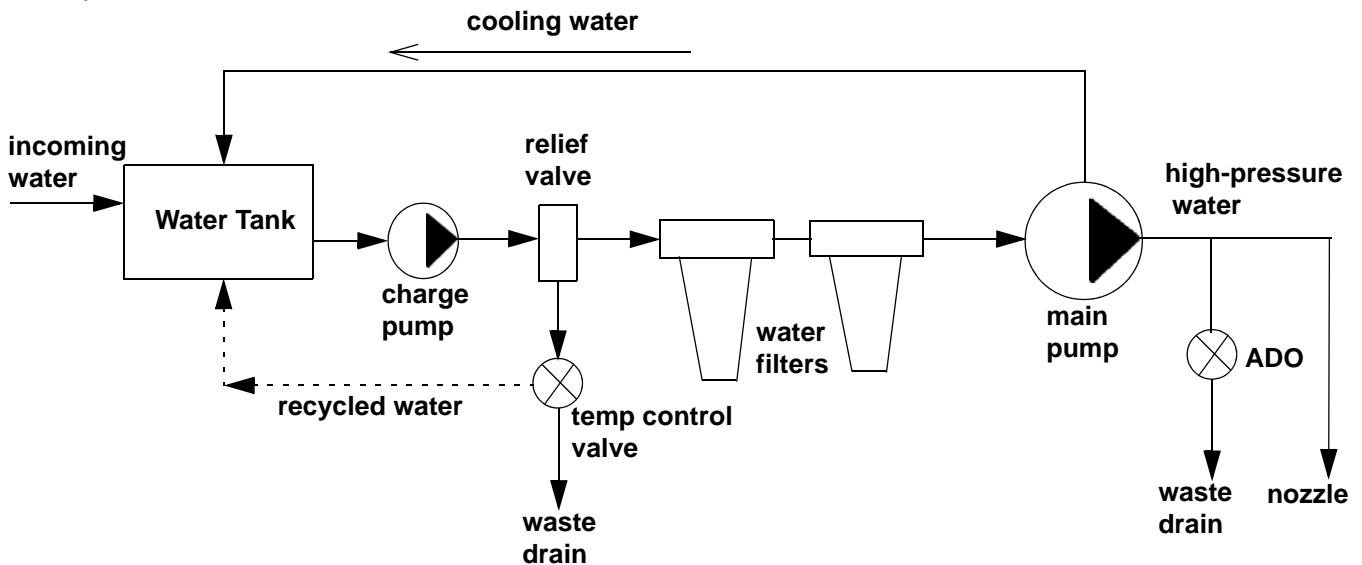 cooling water
incoming
water
relief
valve
high-pressure
water
Water Tank
charge
pump
water
filters
main
pump
ADO
recycled water
temp control
valve
waste
drain
nozzle
waste
drain